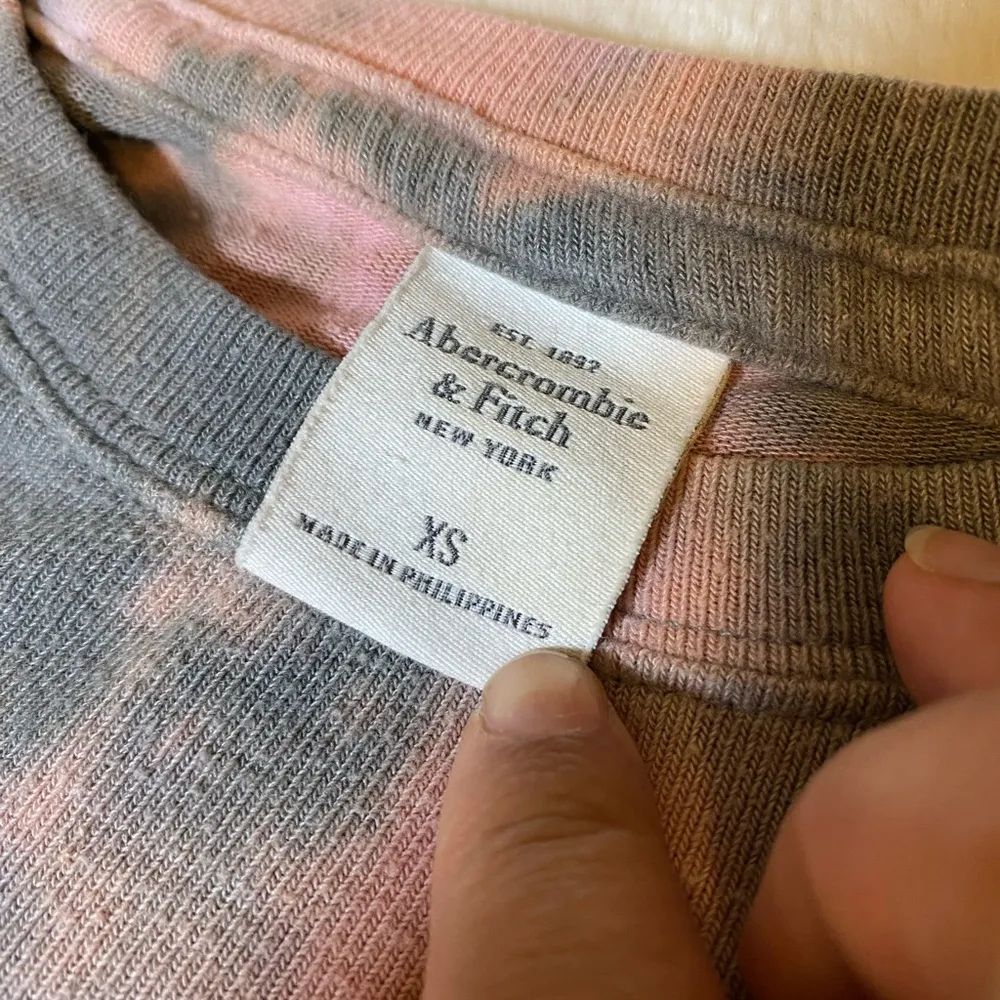 EST. 1892
Abercrombie
& Fitch
NEW YORK
XS
MADE IN PHILIPPINES